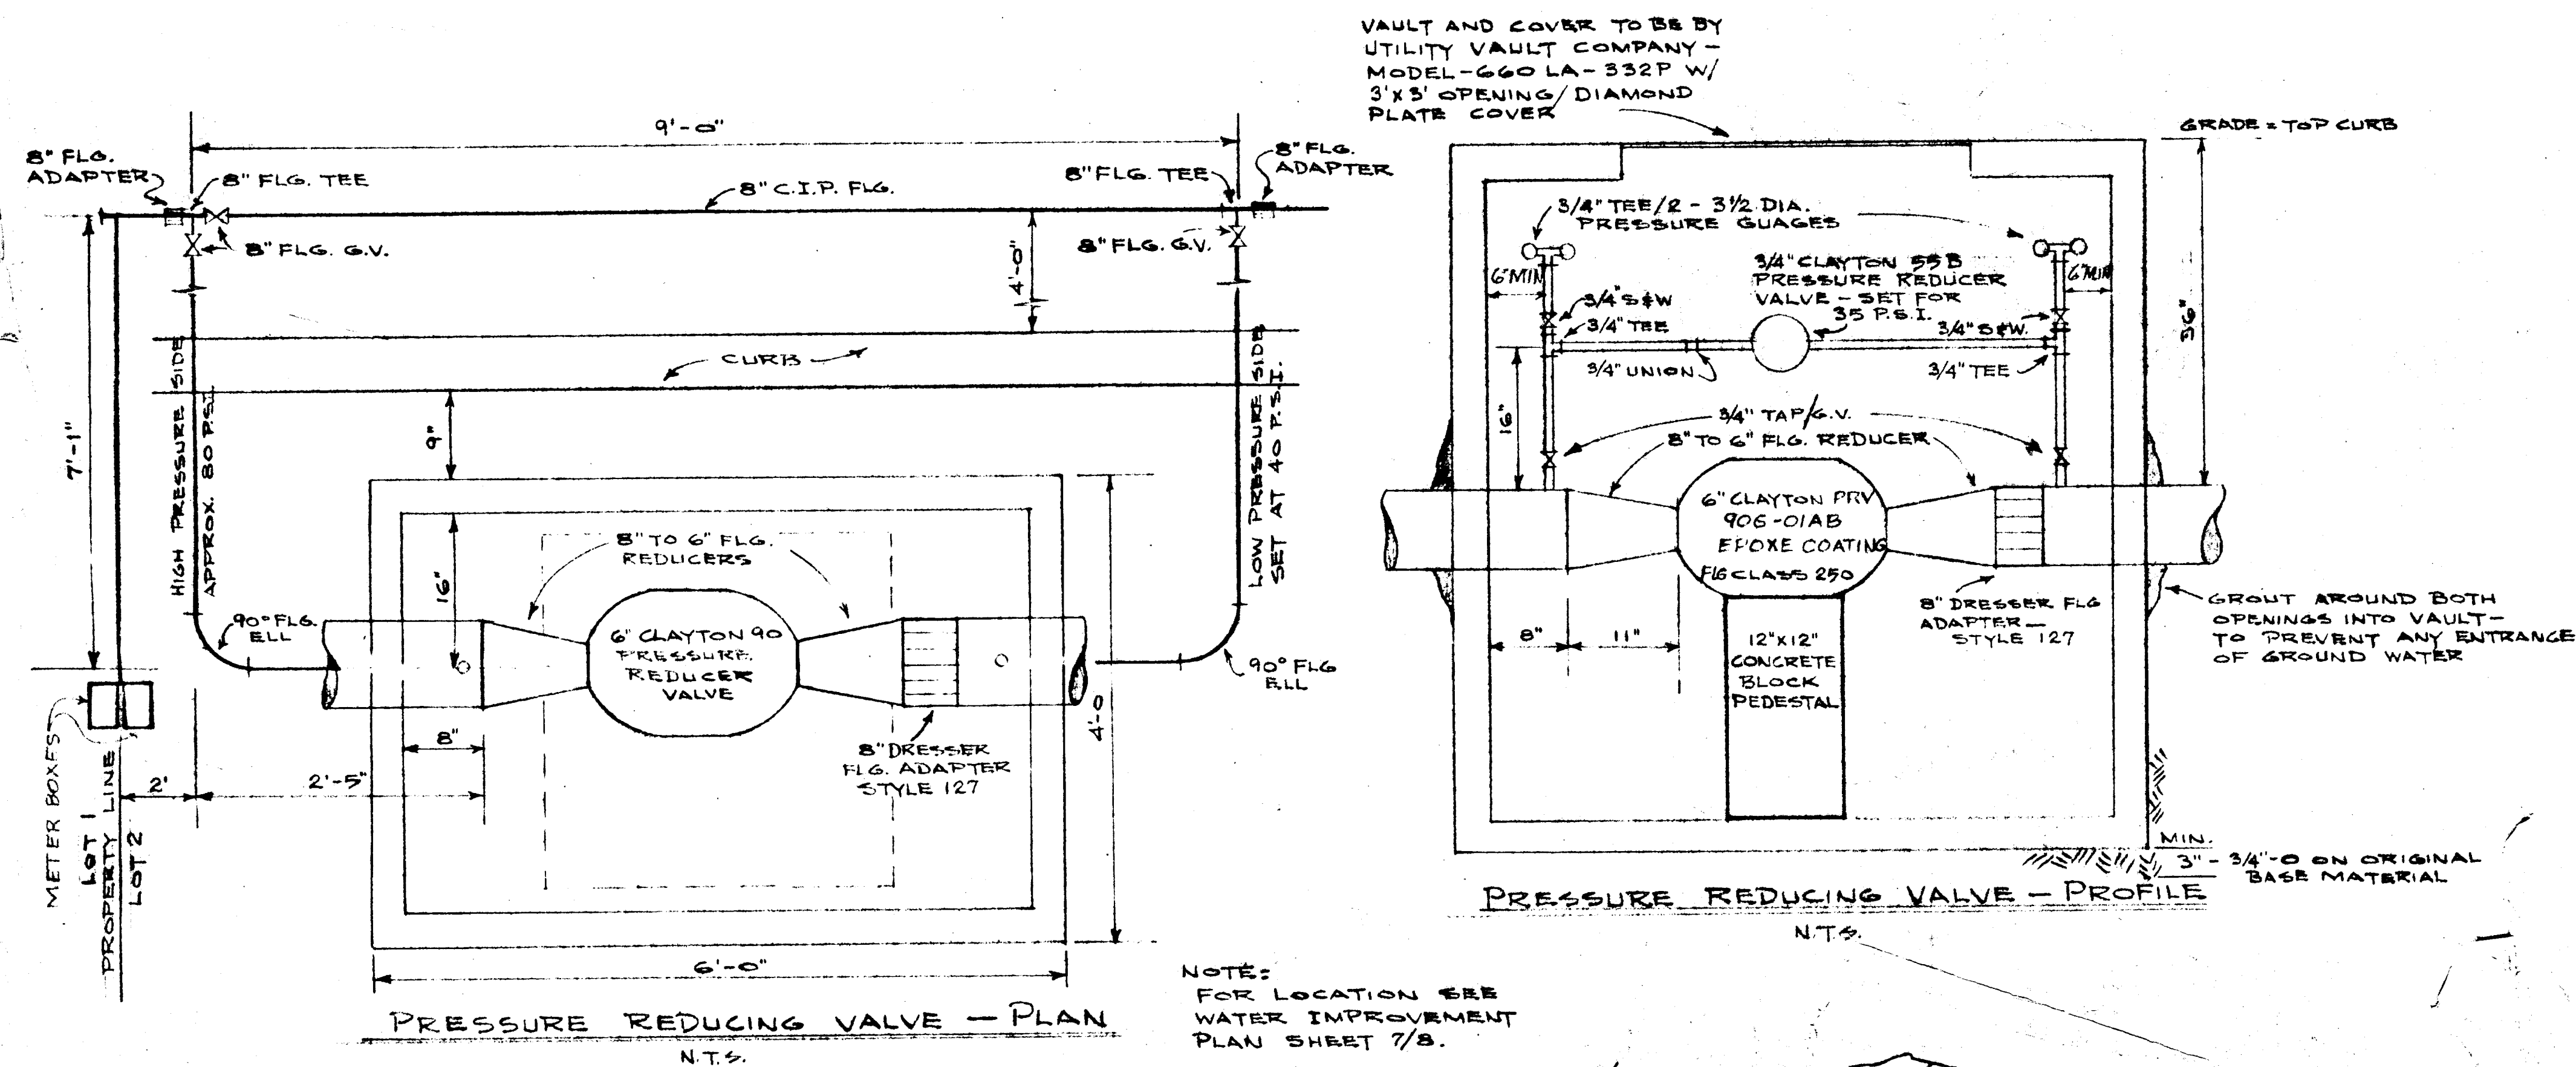 VAULT AND COVER TO BE BY
UTILITY VAULT COMPANY -
MODEL-660 LA-332P W/
3'X3' OPENING/DIAMOND
PLATE COVER
9'-0"
8" FLG.
ADAPTER
8" FLG. TEE
8" C.I.P. FLG.
8" FLG. TEE
8" FLG.
ADAPTER
8" FLG. G.V.
8" FLG. G.V.
4'-0"
CURB
9"
7'-1"
HIGH PRESSURE SIDE
APPROX. 80 P.S.I.
LOW PRESSURE SIDE
SET AT 40 P.S.I.
16"
8" TO 6" FLG.
REDUCERS
90° FLG.
ELL
6" CLAYTON 90
PRESSURE
REDUCER
VALVE
90° FLG
ELL
4'-0
8"
8" DRESSER
FLG. ADAPTER
STYLE 127
2'
2'-5"
METER BOXES
LOT 1
PROPERTY LINE
LOT 2
6'-0"
PRESSURE REDUCING VALVE - PLAN
N.T.S.
NOTE:
FOR LOCATION SEE
WATER IMPROVEMENT
PLAN SHEET 7/8.
GRADE = TOP CURB
3/4" TEE/2 - 3 1/2 DIA.
PRESSURE GUAGES
6" MIN
6" MIN
3/4" CLAYTON 55B
PRESSURE REDUCER
VALVE - SET FOR
35 P.S.I.
3/4" S&W
3/4" TEE
3/4" S&W.
3/4" UNION
3/4" TEE
36"
16"
3/4" TAP/G.V.
8" TO 6" FLG. REDUCER
6" CLAYTON PRV
906-01AB
EPOXE COATING
FLG CLASS 250
8" DRESSER FLG
ADAPTER -
STYLE 127
GROUT AROUND BOTH
OPENINGS INTO VAULT -
TO PREVENT ANY ENTRANCE
OF GROUND WATER
8"
11"
12"X12"
CONCRETE
BLOCK
PEDESTAL
MIN.
3" - 3/4"-0 ON ORIGINAL
BASE MATERIAL
PRESSURE REDUCING VALVE - PROFILE
N.T.S.